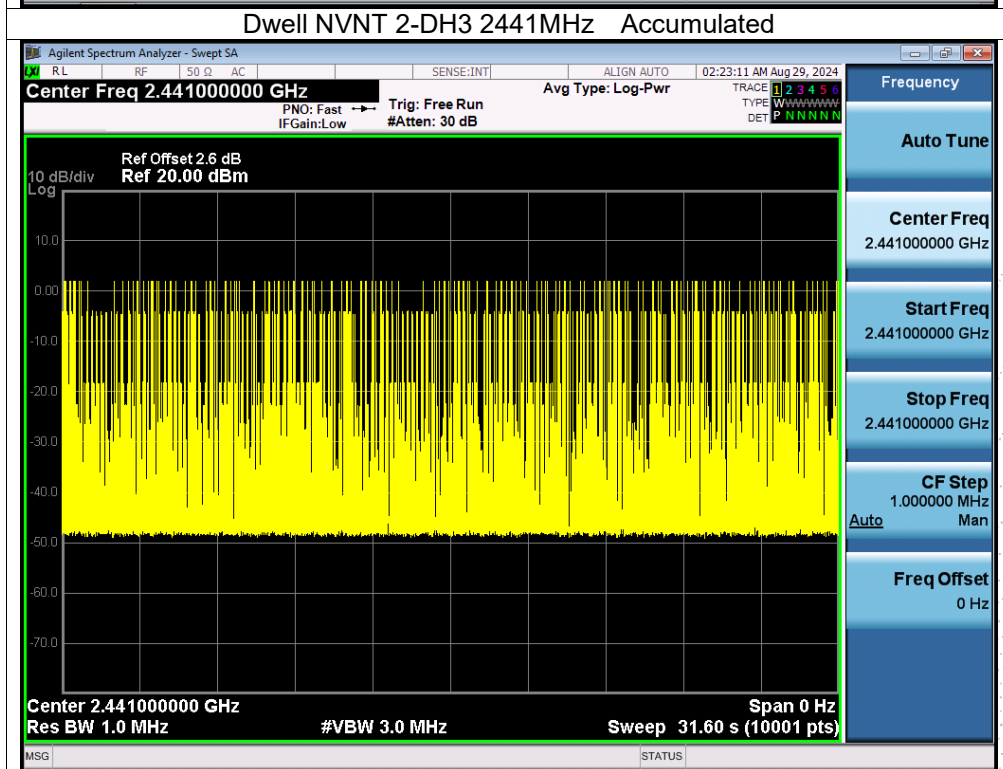 Dwell NVNT 2-DH3 2441MHz Accumulated
Agilent Spectrum Analyzer - Swept SA
LXI RL RF 50 Ω AC SENSE:INT ALIGN AUTO 02:23:11 AM Aug 29, 2024
Center Freq 2.441000000 GHz
PNO: Fast
IFGain:Low
Trig: Free Run
#Atten: 30 dB
Avg Type: Log-Pwr
TRACE 1 2 3 4 5 6
TYPE WWWWWWW
DET P N N N N N
Ref Offset 2.6 dB
10 dB/div Ref 20.00 dBm
Log
10.0
0.00
-10.0
-20.0
-30.0
-40.0
-50.0
-60.0
-70.0
Center 2.441000000 GHz Span 0 Hz
Res BW 1.0 MHz #VBW 3.0 MHz Sweep 31.60 s (10001 pts)
MSG STATUS
Frequency
Auto Tune
Center Freq
2.441000000 GHz
Start Freq
2.441000000 GHz
Stop Freq
2.441000000 GHz
CF Step
1.000000 MHz
Auto Man
Freq Offset
0 Hz